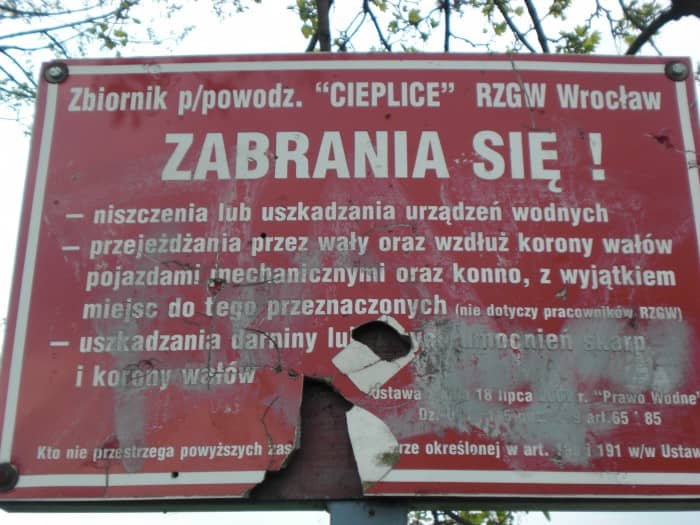 Zbiornik p/powodz. "CIEPLICE" RZGW Wrocław
ZABRANIA SIĘ !
– niszczenia lub uszkadzania urządzeń wodnych
– przejeżdżania przez wały oraz wzdłuż korony wałów
pojazdami mechanicznymi oraz konno, z wyjątkiem
miejsc do tego przeznaczonych (nie dotyczy pracowników RZGW)
– uszkadzania darniny lub skarp
i korony wałów
Ustawa z dnia 18 lipca r. "Prawo Wodne"
art.65 i 85
Kto nie przestrzega powyższych określonej w art. i 191 w/w Ustaw